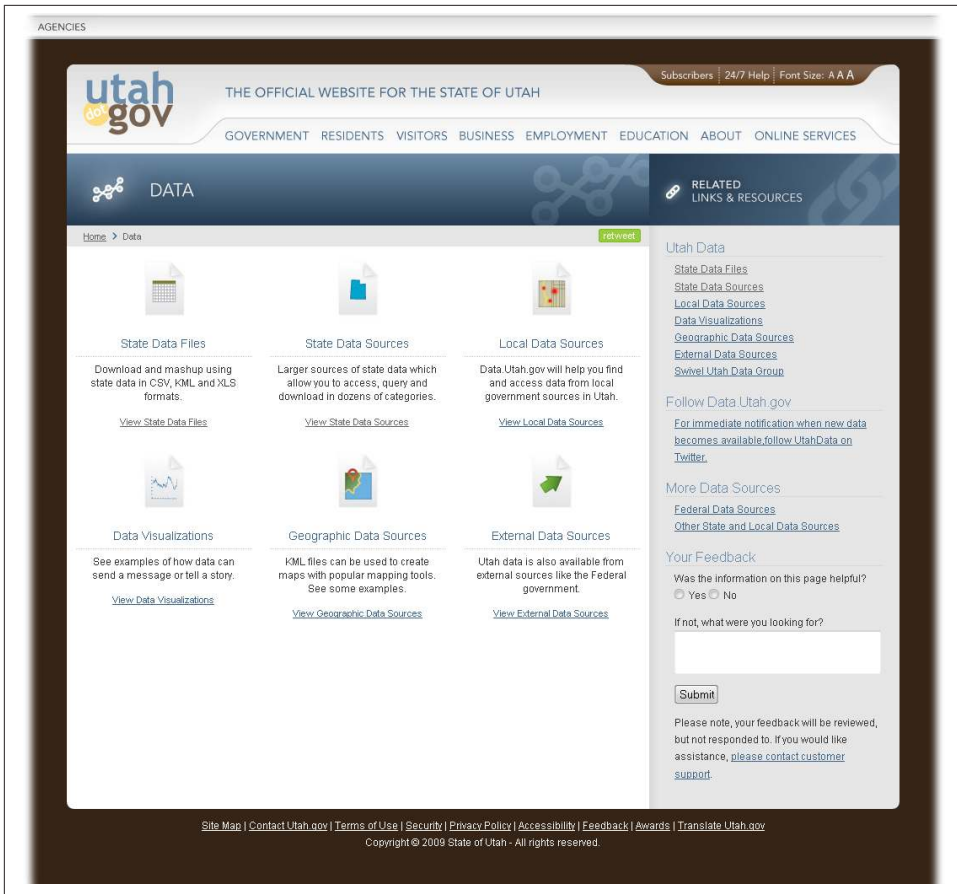 AGENCIES
utah
dot
gov
THE OFFICIAL WEBSITE FOR THE STATE OF UTAH
Subscribers 24/7 Help Font Size: A A A
GOVERNMENT RESIDENTS VISITORS BUSINESS EMPLOYMENT EDUCATION ABOUT ONLINE SERVICES
DATA
RELATED
LINKS & RESOURCES
Home > Data
retweet
State Data Files
Download and mashup using
state data in CSV, KML and XLS
formats.
View State Data Files
State Data Sources
Larger sources of state data which
allow you to access, query and
download in dozens of categories.
View State Data Sources
Local Data Sources
Data.Utah.gov will help you find
and access data from local
government sources in Utah.
View Local Data Sources
Data Visualizations
See examples of how data can
send a message or tell a story.
View Data Visualizations
Geographic Data Sources
KML files can be used to create
maps with popular mapping tools.
See some examples.
View Geographic Data Sources
External Data Sources
Utah data is also available from
external sources like the Federal
government.
View External Data Sources
Utah Data
State Data Files
State Data Sources
Local Data Sources
Data Visualizations
Geographic Data Sources
External Data Sources
Swivel Utah Data Group
Follow Data.Utah.gov
For immediate notification when new data
becomes available,follow UtahData on
Twitter.
More Data Sources
Federal Data Sources
Other State and Local Data Sources
Your Feedback
Was the information on this page helpful?
Yes No
If not, what were you looking for?
Submit
Please note, your feedback will be reviewed,
but not responded to. If you would like
assistance, please contact customer
support.
Site Map | Contact Utah.gov | Terms of Use | Security | Privacy Policy | Accessibility | Feedback | Awards | Translate Utah.gov
Copyright © 2009 State of Utah - All rights reserved.